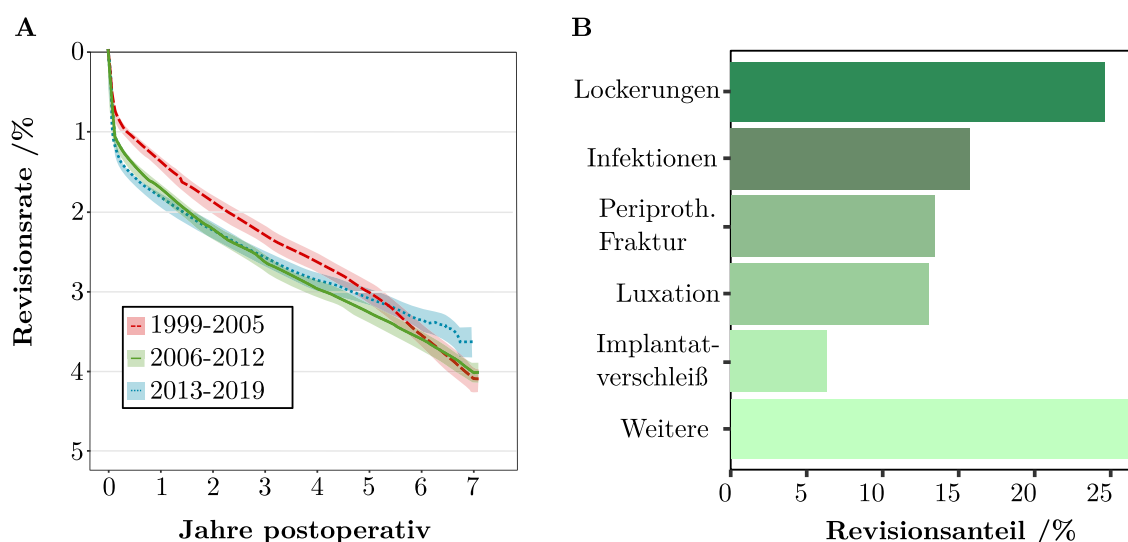 A
0
1
2
3
4
5
Revisionsrate /%
1999-2005
2006-2012
2013-2019
0 1 2 3 4 5 6 7
Jahre postoperativ
B
Lockerungen
Infektionen
Periproth.
Fraktur
Luxation
Implantat-
verschleiß
Weitere
0 5 10 15 20 25
Revisionsanteil /%